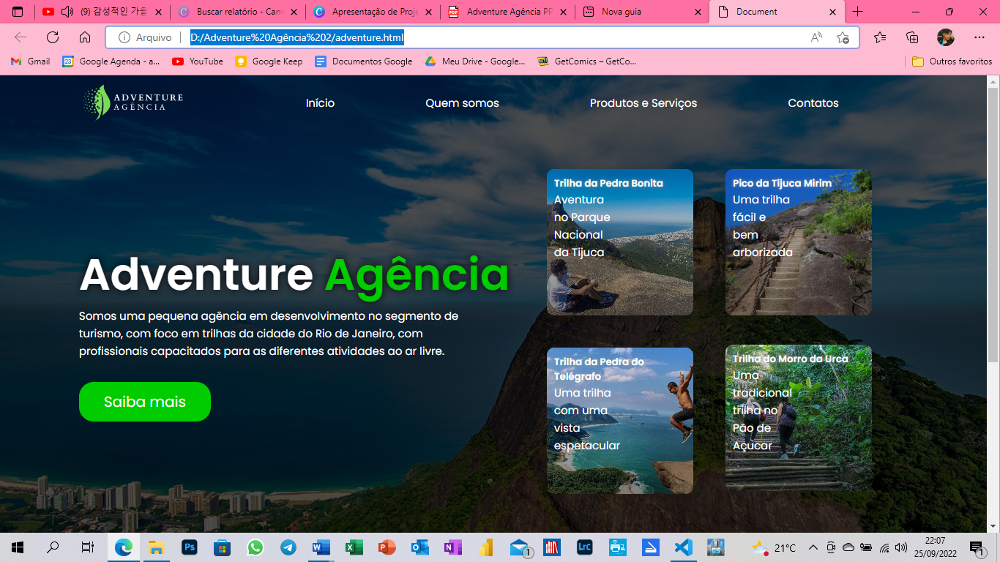 (9) 감성적인 가을
Buscar relatório - Can
Apresentação de Proje
Adventure Agência PP
Nova guia
Document
Arquivo
D:/Adventure%20Agência%202/adventure.html
Gmail
Google Agenda - a...
YouTube
Google Keep
Documentos Google
Meu Drive - Google...
GetComics – GetCo...
Outros favoritos
ADVENTURE
AGÊNCIA
Início
Quem somos
Produtos e Serviços
Contatos
Trilha da Pedra Bonita
Aventura
no Parque
Nacional
da Tijuca
Pico da Tijuca Mirim
Uma trilha
fácil e
bem
arborizada
Adventure Agência
Somos uma pequena agência em desenvolvimento no segmento de
turismo, com foco em trilhas da cidade do Rio de Janeiro, com
profissionais capacitados para as diferentes atividades ao ar livre.
Saiba mais
Trilha da Pedra do
Telégrafo
Uma trilha
com uma
vista
espetacular
Trilha do Morro da Urca
Uma
tradicional
trilha no
Pão de
Açucar
21°C
22:07
25/09/2022